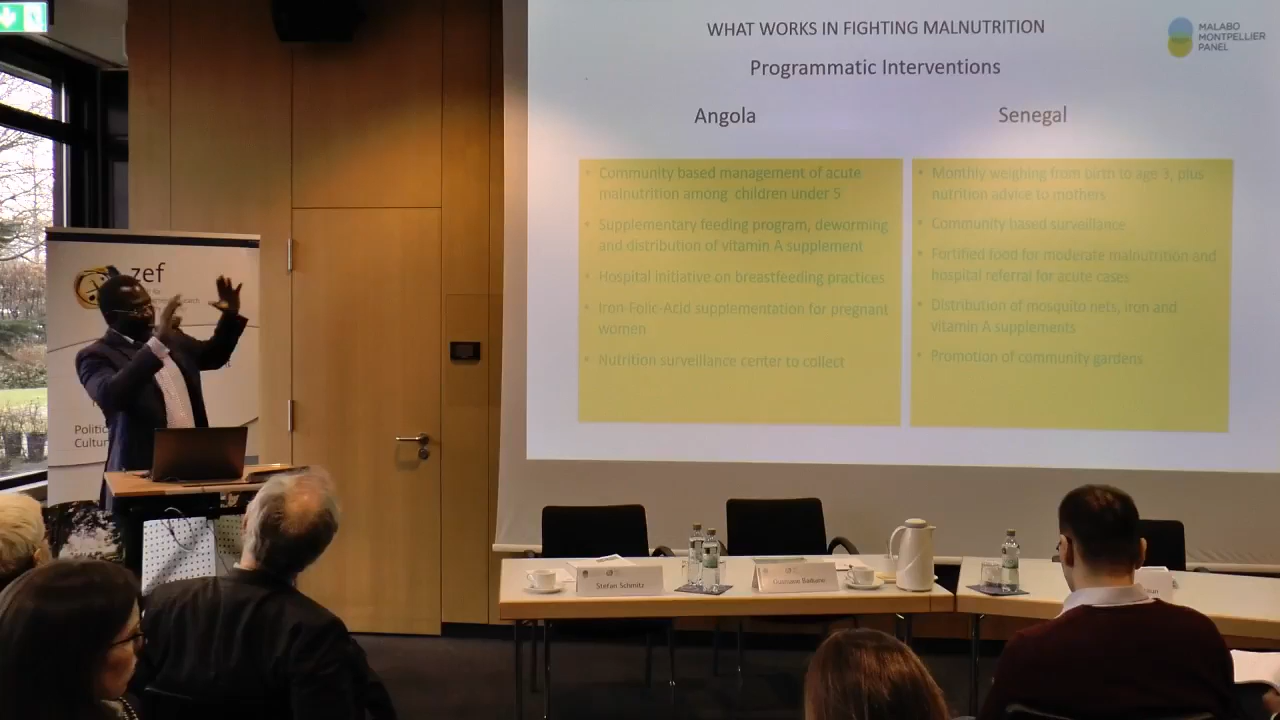 WHAT WORKS IN FIGHTING MALNUTRITION
MALABO
MONTPELLIER
PANEL
Programmatic Interventions
Angola
Senegal
• Community based management of acute
malnutrition among children under 5
• Supplementary feeding program, deworming
and distribution of vitamin A supplement
• Hospital initiative on breastfeeding practices
• Iron-Folic-Acid supplementation for pregnant
women
• Nutrition surveillance center to collect
• Monthly weighing from birth to age 3, plus
nutrition advice to mothers
• Community based surveillance
• Fortified food for moderate malnutrition and
hospital referral for acute cases
• Distribution of mosquito nets, iron and
vitamin A supplements
• Promotion of community gardens
zef
Politic
Cultur
Stefan Schmitz
Ousmane Badiane